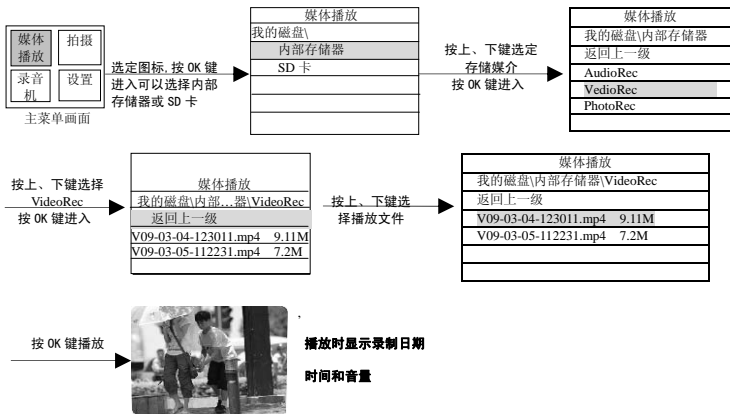 媒体
播放
拍摄
录音
机
设置
主菜单画面
选定图标,按 OK 键
进入可以选择内部
存储器或 SD 卡
媒体播放
我的磁盘\
内部存储器
SD 卡
按上、下键选定
存储媒介
按 OK 键进入
媒体播放
我的磁盘\内部存储器
返回上一级
AudioRec
VedioRec
PhotoRec
按上、下键选择
VideoRec
按 OK 键进入
媒体播放
我的磁盘\内部…器\VideoRec
返回上一级
V09-03-04-123011.mp4 9.11M
V09-03-05-112231.mp4 7.2M
按上、下键选
择播放文件
媒体播放
我的磁盘\内部存储器\VideoRec
返回上一级
V09-03-04-123011.mp4 9.11M
V09-03-05-112231.mp4 7.2M
按 OK 键播放
播放时显示录制日期
时间和音量